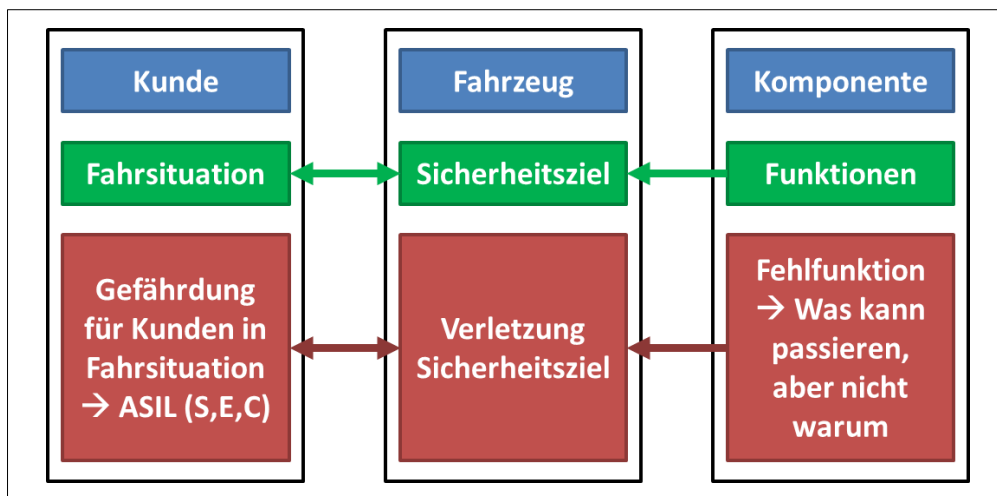 Kunde
Fahrzeug
Komponente
Fahrsituation
Sicherheitsziel
Funktionen
Gefährdung
für Kunden in
Fahrsituation
→ ASIL (S,E,C)
Verletzung
Sicherheitsziel
Fehlfunktion
→ Was kann
passieren,
aber nicht
warum